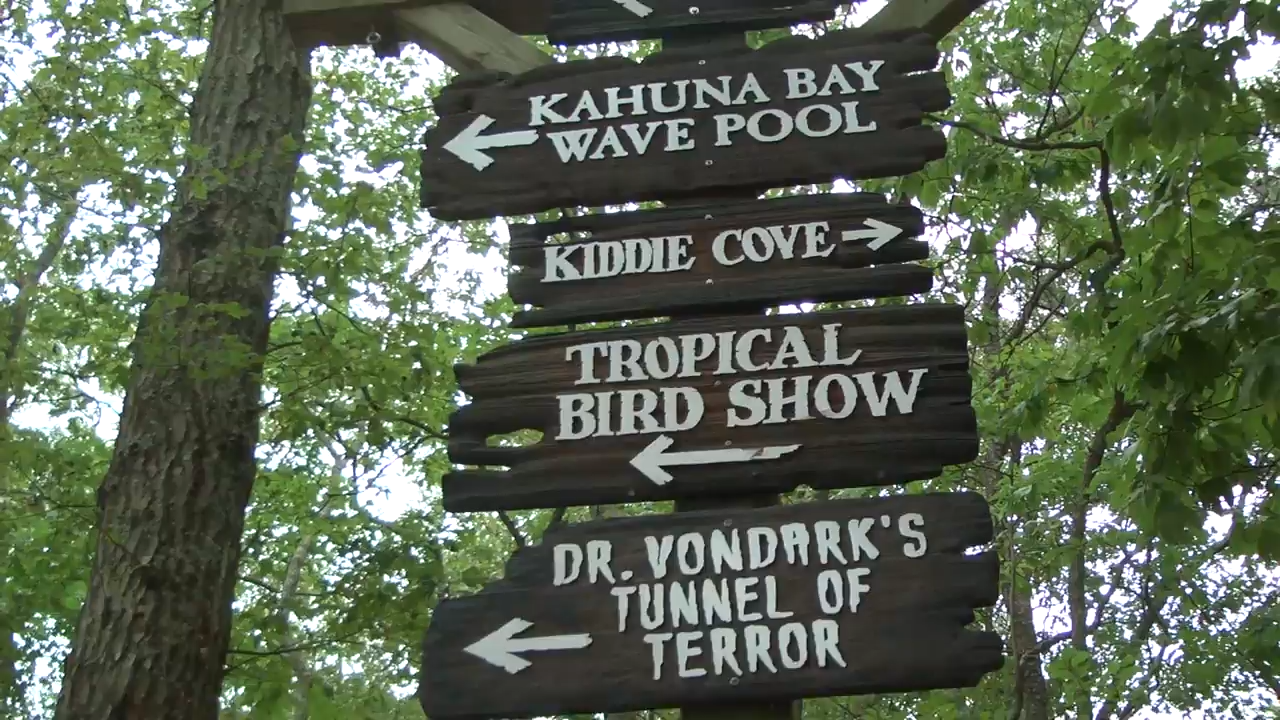 KAHUNA BAY
WAVE POOL
KIDDIE COVE
TROPICAL
BIRD SHOW
DR. VONDARK'S
TUNNEL OF
TERROR